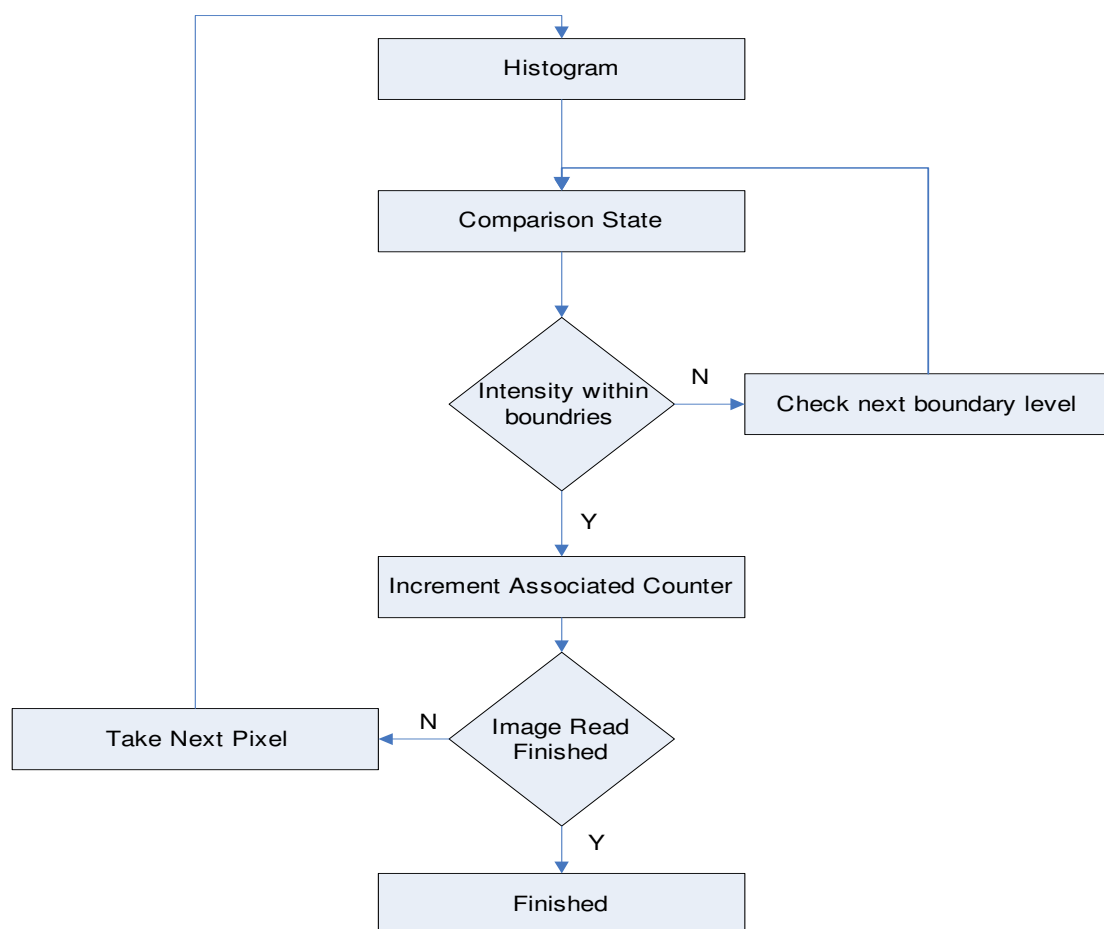 Histogram
Comparison State
Intensity within
boundries
N
Check next boundary level
Y
Increment Associated Counter
Image Read
Finished
N
Take Next Pixel
Y
Finished